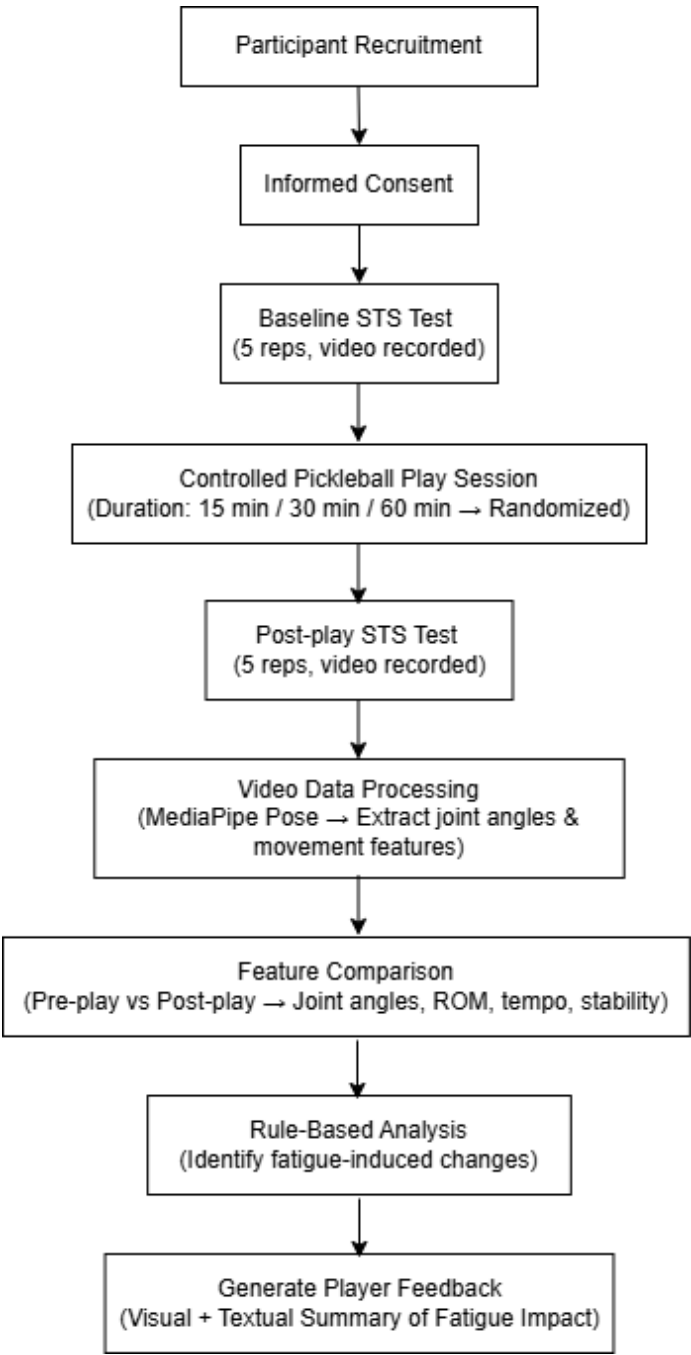 Participant Recruitment
Informed Consent
Baseline STS Test
(5 reps, video recorded)
Controlled Pickleball Play Session
(Duration: 15 min / 30 min / 60 min → Randomized)
Post-play STS Test
(5 reps, video recorded)
Video Data Processing
(MediaPipe Pose → Extract joint angles &
movement features)
Feature Comparison
(Pre-play vs Post-play → Joint angles, ROM, tempo, stability)
Rule-Based Analysis
(Identify fatigue-induced changes)
Generate Player Feedback
(Visual + Textual Summary of Fatigue Impact)